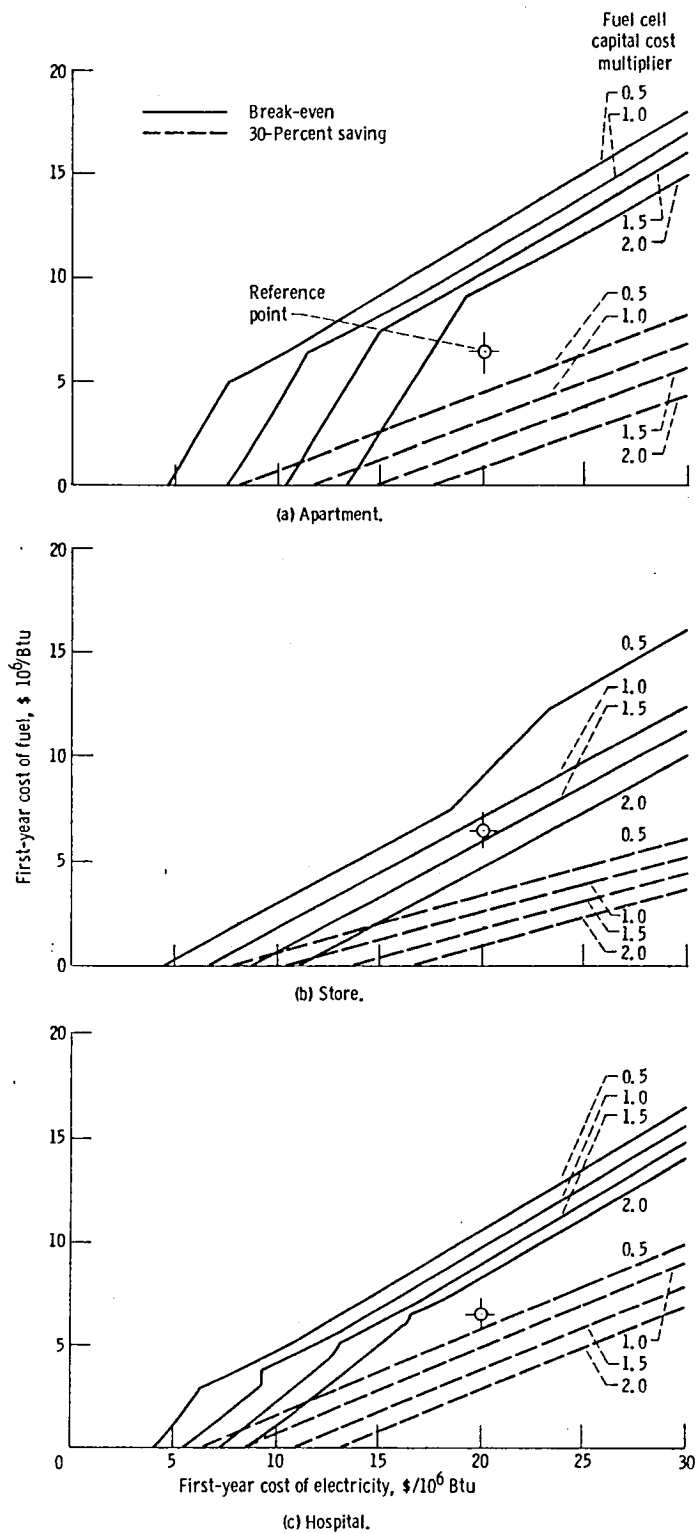 Fuel cell
capital cost
multiplier
20
0.5
1.0
Break-even
30-Percent saving
15
1.5
2.0
10
Reference
point
0.5
1.0
5
1.5
2.0
0
(a) Apartment.
20
15
0.5
1.0
1.5
10
2.0
0.5
5
1.0
1.5
2.0
0
First-year cost of fuel, $ 10⁶/Btu
(b) Store.
20
0.5
1.0
1.5
15
2.0
10
0.5
5
1.0
1.5
2.0
0 5 10 15 20 25 30
First-year cost of electricity, $/10⁶ Btu
(c) Hospital.